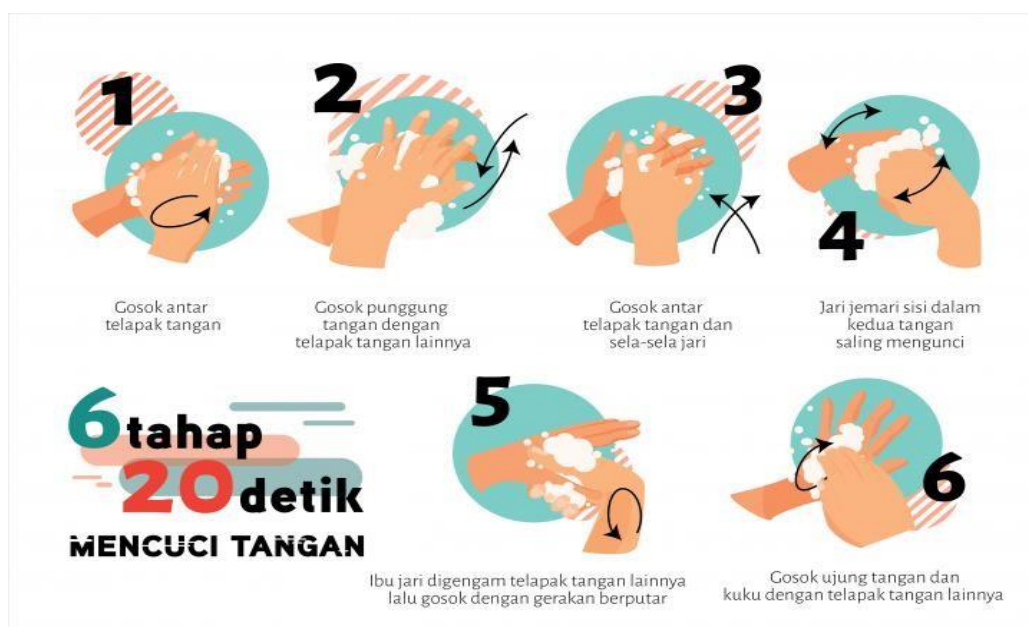 1
Gosok antar
telapak tangan
2
Gosok punggung
tangan dengan
telapak tangan lainnya
3
Gosok antar
telapak tangan dan
sela-sela jari
4
Jari jemari sisi dalam
kedua tangan
saling mengunci
6 tahap
20 detik
MENCUCI TANGAN
5
Ibu jari digengam telapak tangan lainnya
lalu gosok dengan gerakan berputar
6
Gosok ujung tangan dan
kuku dengan telapak tangan lainnya